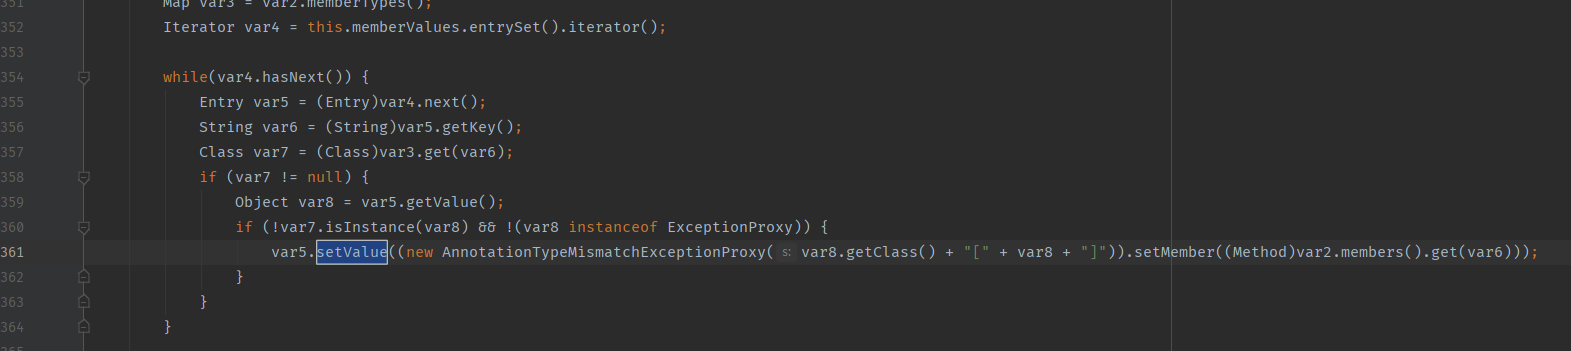 351 Map var3 = var2.memberTypes();
352 Iterator var4 = this.memberValues.entrySet().iterator();
353
354 while(var4.hasNext()) {
355 Entry var5 = (Entry)var4.next();
356 String var6 = (String)var5.getKey();
357 Class var7 = (Class)var3.get(var6);
358 if (var7 != null) {
359 Object var8 = var5.getValue();
360 if (!var7.isInstance(var8) && !(var8 instanceof ExceptionProxy)) {
361 var5.setValue((new AnnotationTypeMismatchExceptionProxy( s: var8.getClass() + "[" + var8 + "]")).setMember((Method)var2.members().get(var6)));
362 }
363 }
364 }
365